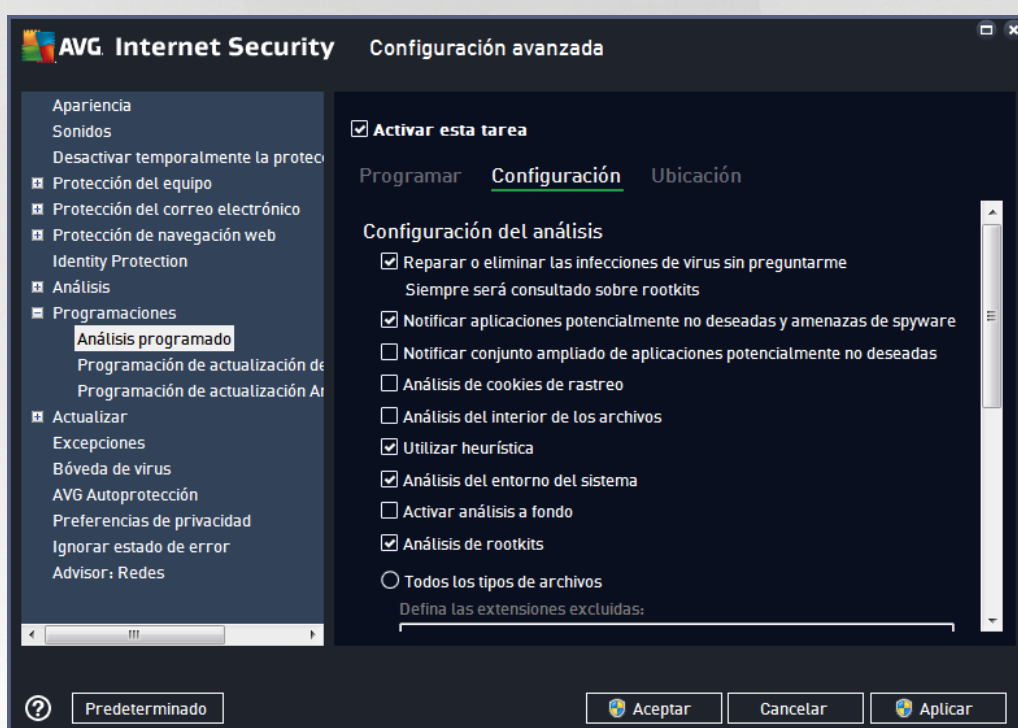 AVG Internet Security Configuración avanzada
Apariencia
Sonidos
Desactivar temporalmente la protec
Protección del equipo
Protección del correo electrónico
Protección de navegación web
Identity Protection
Análisis
Programaciones
Análisis programado
Programación de actualización de
Programación de actualización An
Actualizar
Excepciones
Bóveda de virus
AVG Autoprotección
Preferencias de privacidad
Ignorar estado de error
Advisor: Redes
Activar esta tarea
Programar Configuración Ubicación
Configuración del análisis
Reparar o eliminar las infecciones de virus sin preguntarme
Siempre será consultado sobre rootkits
Notificar aplicaciones potencialmente no deseadas y amenazas de spyware
Notificar conjunto ampliado de aplicaciones potencialmente no deseadas
Análisis de cookies de rastreo
Análisis del interior de los archivos
Utilizar heurística
Análisis del entorno del sistema
Activar análisis a fondo
Análisis de rootkits
Todos los tipos de archivos
Defina las extensiones excluidas:
Predeterminado Aceptar Cancelar Aplicar